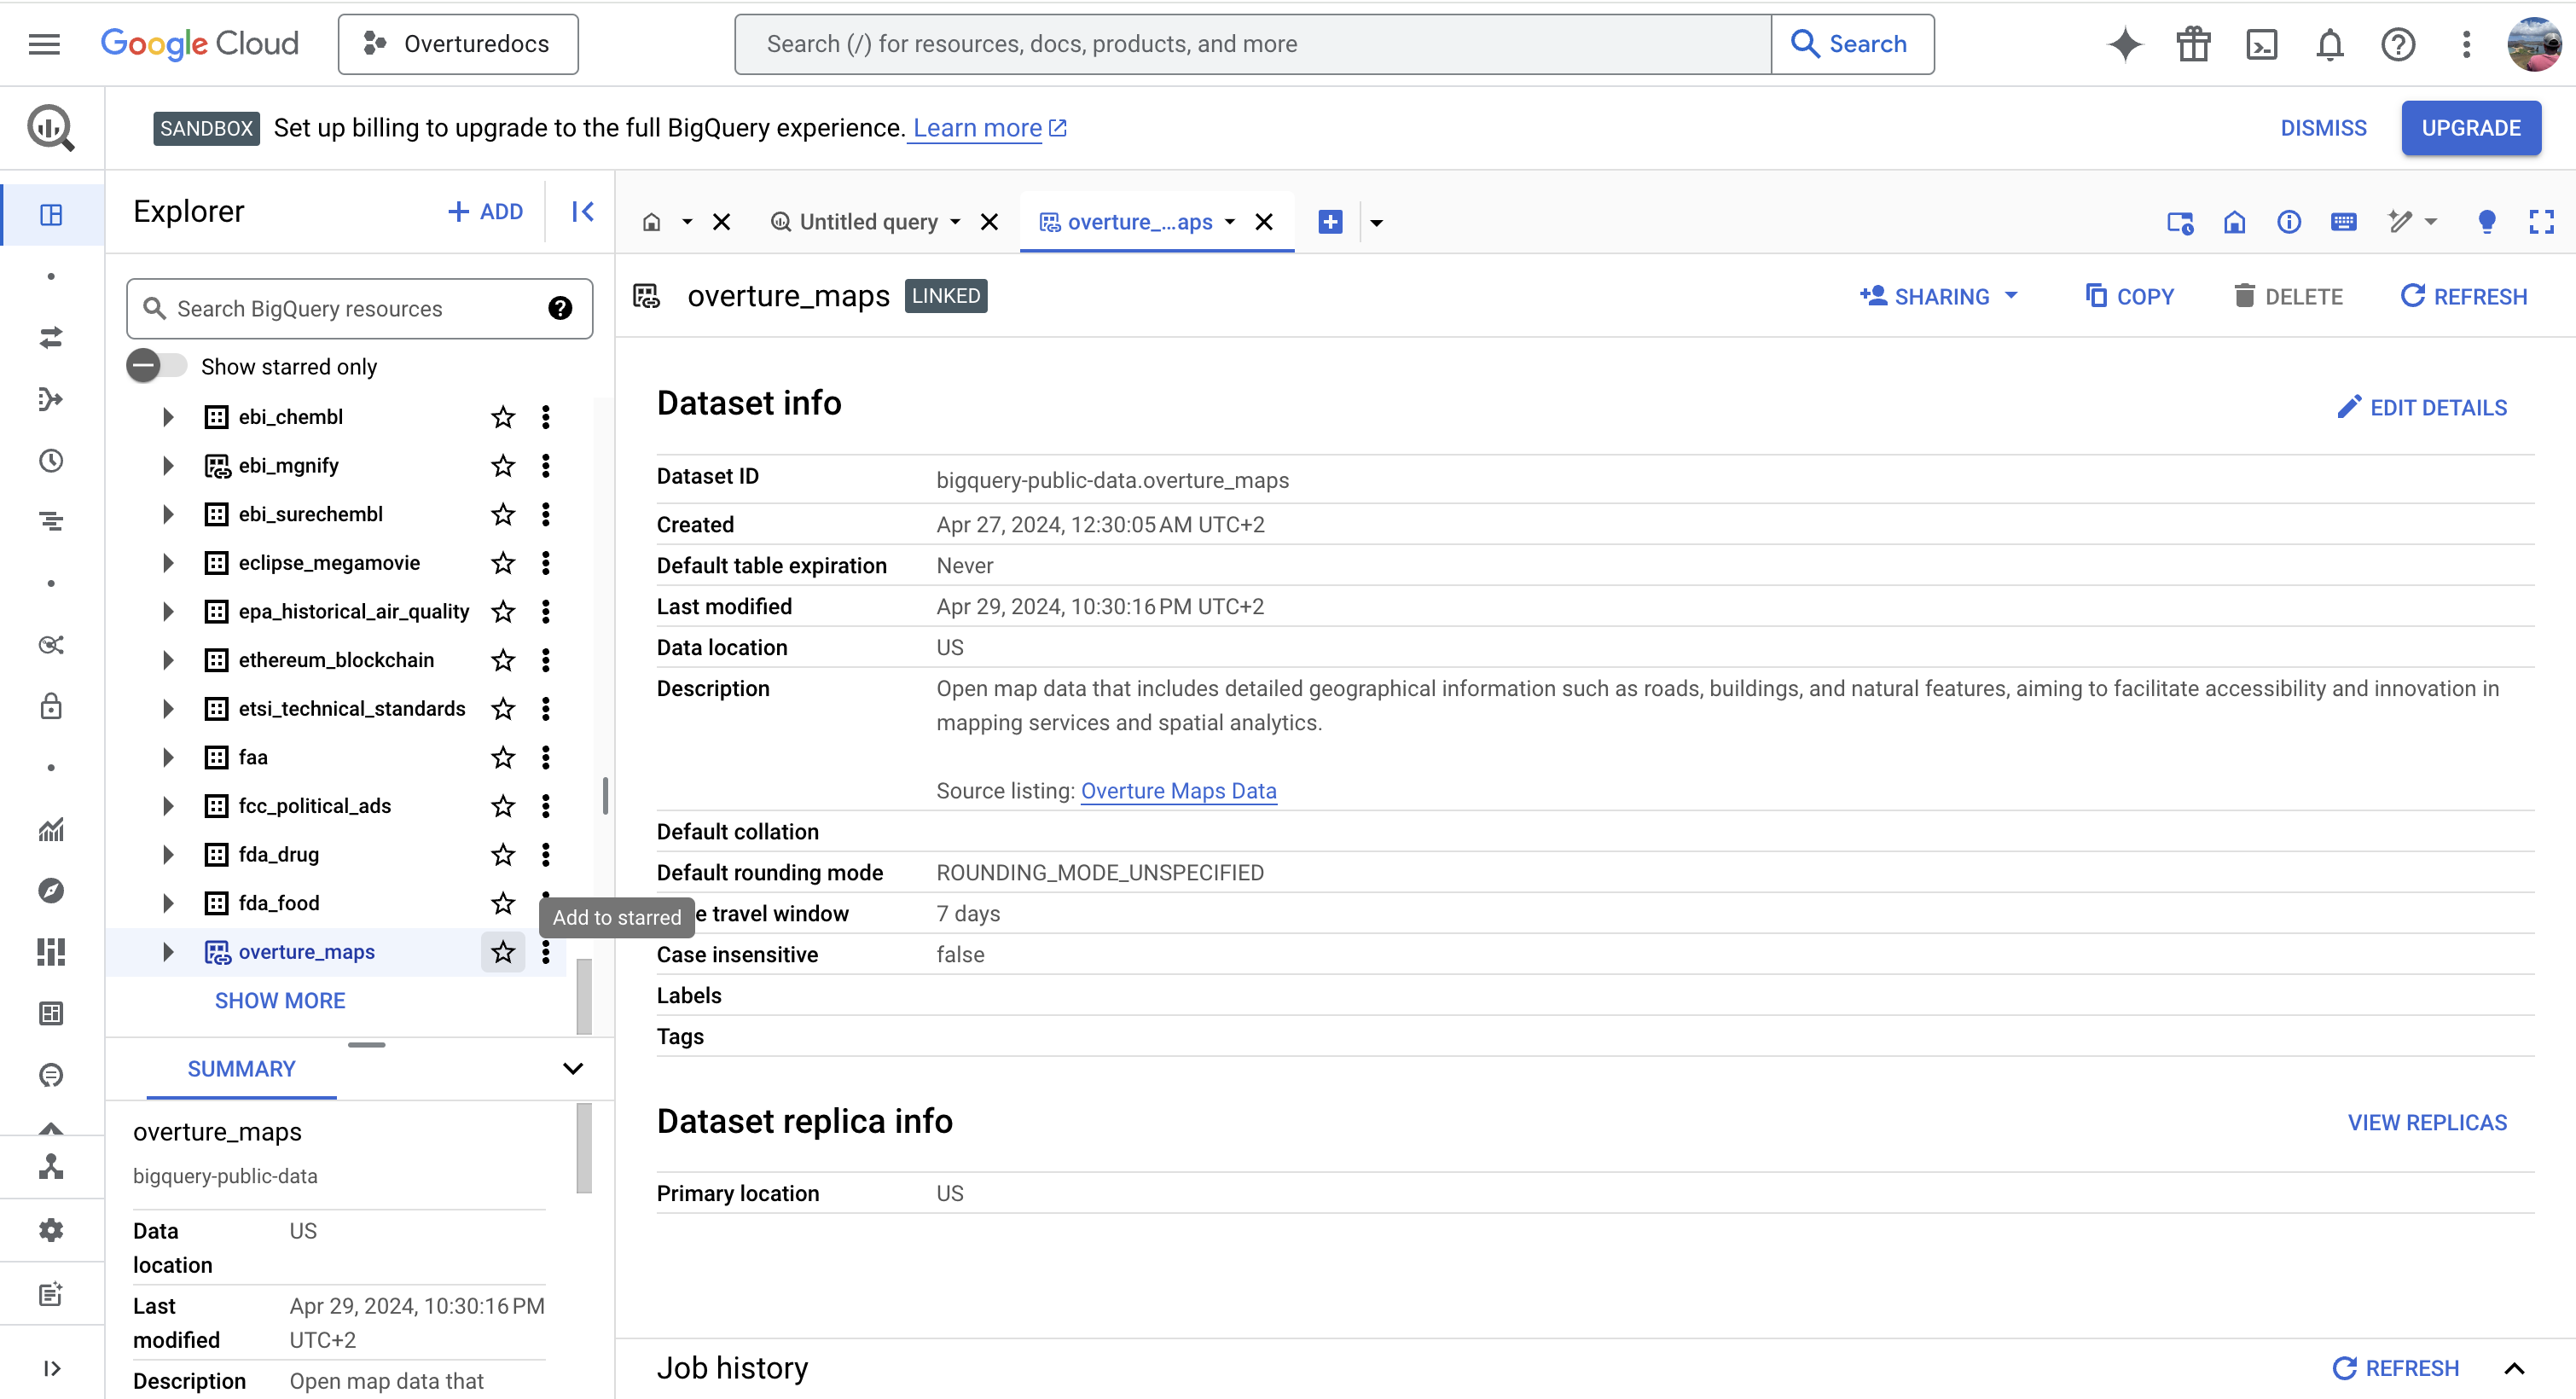 Google Cloud
Overturedocs
Search (/) for resources, docs, products, and more
Search
SANDBOX Set up billing to upgrade to the full BigQuery experience. Learn more
DISMISS
UPGRADE
Explorer
ADD
Untitled query
overture_...aps
Search BigQuery resources
Show starred only
ebi_chembl
ebi_mgnify
ebi_surechembl
eclipse_megamovie
epa_historical_air_quality
ethereum_blockchain
etsi_technical_standards
faa
fcc_political_ads
fda_drug
fda_food
Add to starred
overture_maps
SHOW MORE
SUMMARY
overture_maps
bigquery-public-data
Data location US
Last modified Apr 29, 2024, 10:30:16 PM UTC+2
Description Open map data that
overture_maps LINKED
SHARING
COPY
DELETE
REFRESH
Dataset info
EDIT DETAILS
Dataset ID bigquery-public-data.overture_maps
Created Apr 27, 2024, 12:30:05 AM UTC+2
Default table expiration Never
Last modified Apr 29, 2024, 10:30:16 PM UTC+2
Data location US
Description Open map data that includes detailed geographical information such as roads, buildings, and natural features, aiming to facilitate accessibility and innovation in
mapping services and spatial analytics.
Source listing: Overture Maps Data
Default collation
Default rounding mode ROUNDING_MODE_UNSPECIFIED
e travel window 7 days
Case insensitive false
Labels
Tags
Dataset replica info
VIEW REPLICAS
Primary location US
Job history
REFRESH